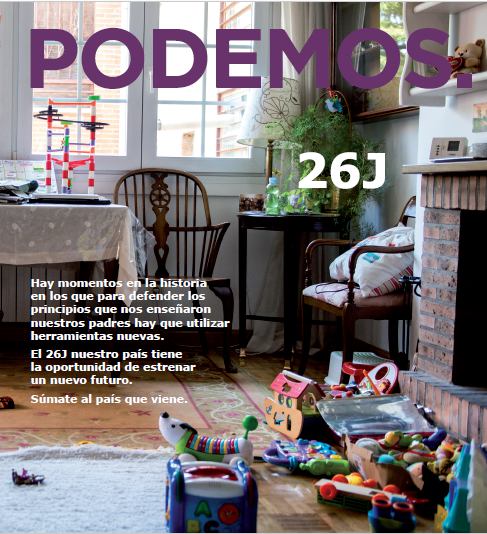 PODEMOS.
26J
Hay momentos en la historia
en los que para defender los
principios que nos enseñaron
nuestros padres hay que utilizar
herramientas nuevas.
El 26J nuestro país tiene
la oportunidad de estrenar
un nuevo futuro.
Súmate al país que viene.